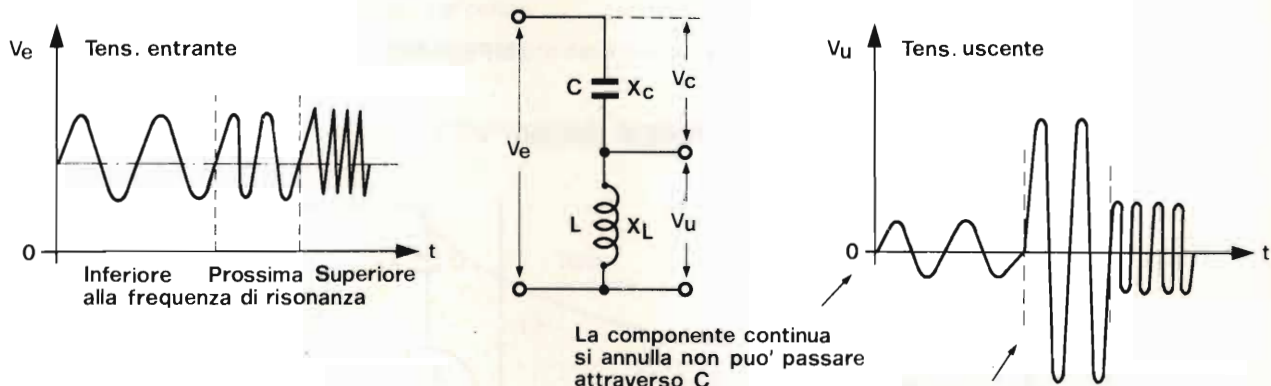 Ve
Tens. entrante
0
t
Inferiore Prossima Superiore
alla frequenza di risonanza
Ve
C
Xc
Vc
L
XL
Vu
La componente continua
si annulla non puo' passare
attraverso C
Vu
Tens. uscente
0
t